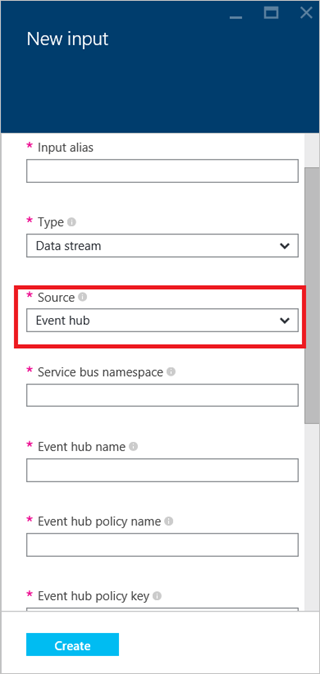 New input
* Input alias
* Type
Data stream
* Source
Event hub
* Service bus namespace
* Event hub name
* Event hub policy name
* Event hub policy key
Create